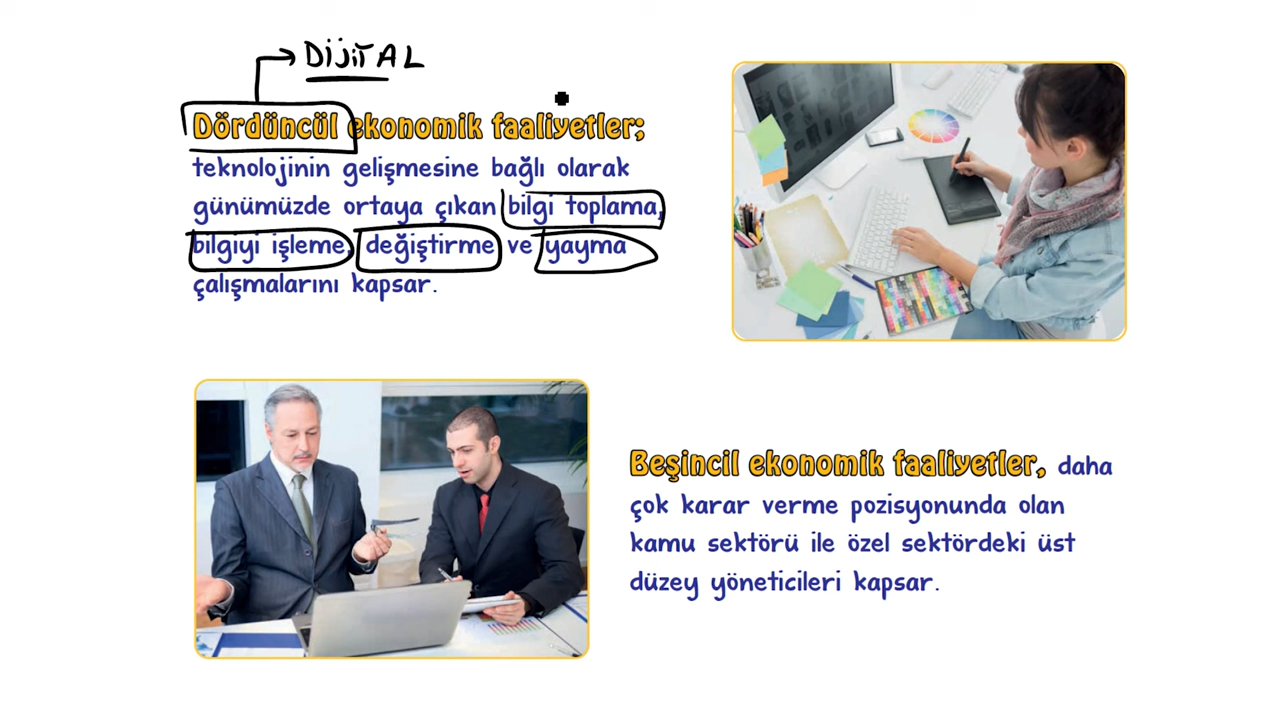 DİJİTAL
Dördüncül ekonomik faaliyetler;
teknolojinin gelişmesine bağlı olarak
günümüzde ortaya çıkan bilgi toplama,
bilgiyi işleme, değiştirme ve yayma
çalışmalarını kapsar.
Beşincil ekonomik faaliyetler, daha
çok karar verme pozisyonunda olan
kamu sektörü ile özel sektördeki üst
düzey yöneticileri kapsar.